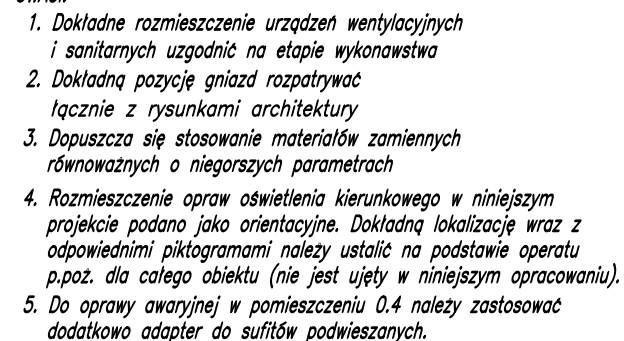 1. Dokładne rozmieszczenie urządzeń wentylacyjnych
i sanitarnych uzgodnić na etapie wykonawstwa
2. Dokładną pozycję gniazd rozpatrywać
łącznie z rysunkami architektury
3. Dopuszcza się stosowanie materiałów zamiennych
równoważnych o niegorszych parametrach
4. Rozmieszczenie opraw oświetlenia kierunkowego w niniejszym
projekcie podano jako orientacyjne. Dokładną lokalizację wraz z
odpowiednimi piktogramami należy ustalić na podstawie operatu
p.poż. dla całego obiektu (nie jest ujęty w niniejszym opracowaniu).
5. Do oprawy awaryjnej w pomieszczeniu 0.4 należy zastosować
dodatkowo adapter do sufitów podwieszanych.